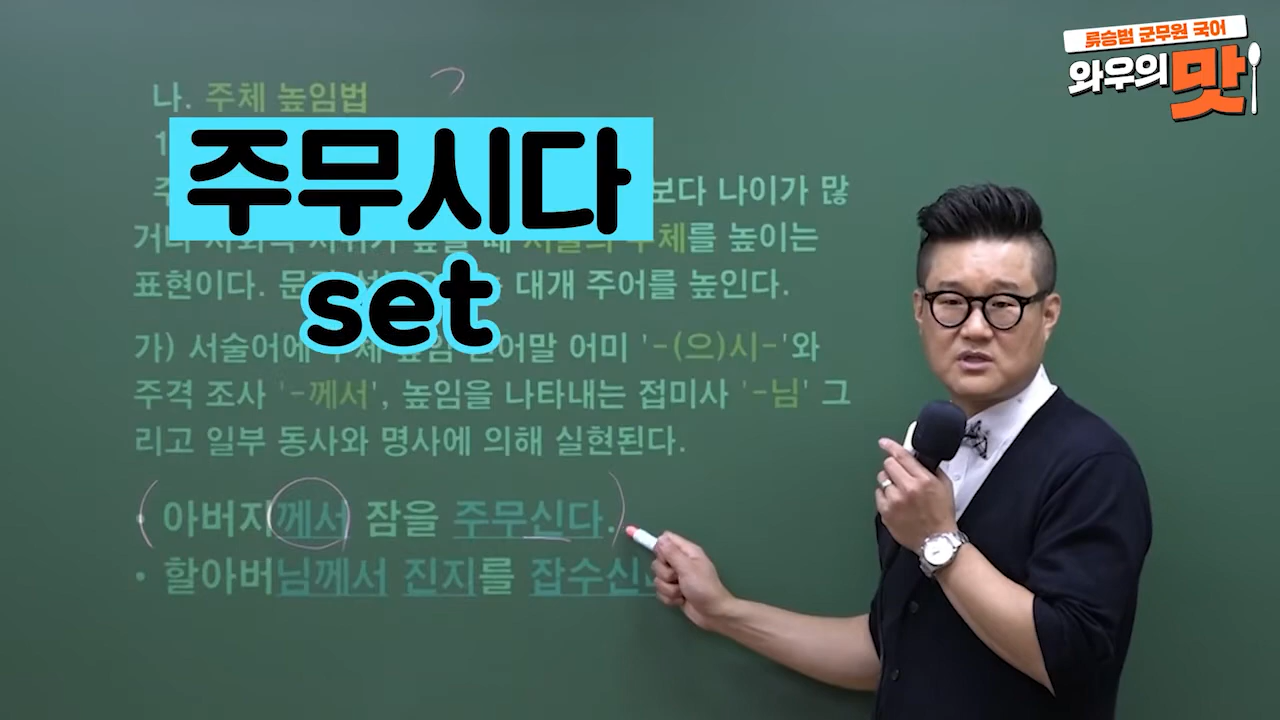 류승범 군무원 국어
와우의 맛
나. 주체 높임법
1
주무시다
보다 나이가 많
set
를 높이는
표현이다.
대개 주어를 높인다.
가) 서술어에
어말 어미 '-(으)시-'와
주격 조사 '-께서', 높임을 나타내는 접미사 '-님' 그
리고 일부 동사와 명사에 의해 실현된다.
아버지께서 잠을 주무신다.
• 할아버님께서 진지를 잡수신